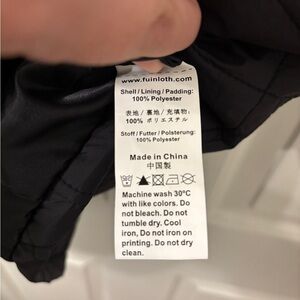 www.fuinloth.com
Shell / Lining / Padding:
100% Polyester
表地 / 裏地 / 充填物:
100% ポリエステル
Stoff / Futter / Polsterung:
100% Polyester
Made in China
中国製
Machine wash 30ºC
with like colors. Do
not bleach. Do not
tumble dry. Cool
iron, Do not iron on
printing. Do not dry
clean.